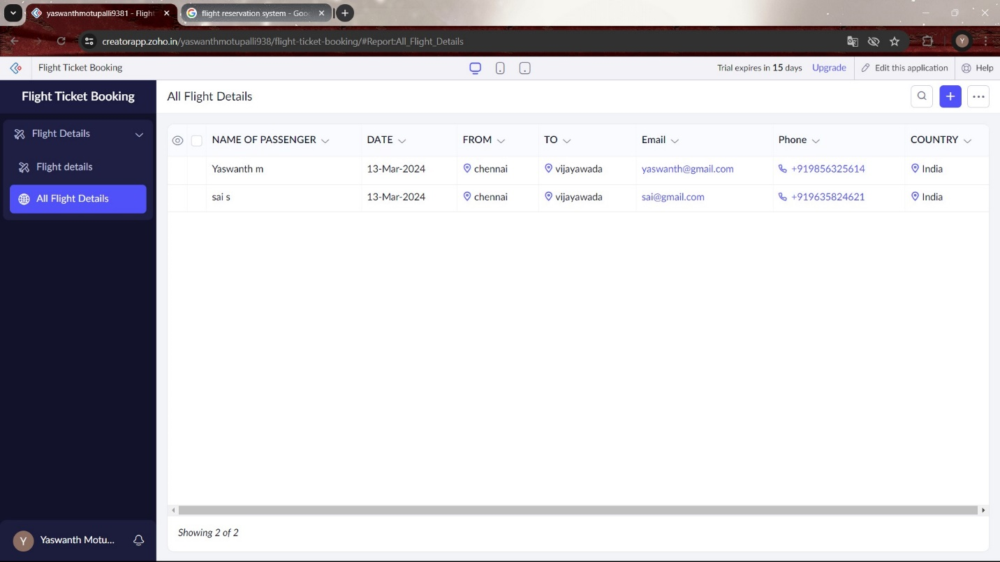 yaswanthmotupalli9381 - Flight
flight reservation system - Goo
creatorapp.zoho.in/yaswanthmotupalli938/flight-ticket-booking/#Report:All_Flight_Details
Y
Flight Ticket Booking
Trial expires in 15 days Upgrade Edit this application Help
Flight Ticket Booking
All Flight Details
Flight Details
Flight details
All Flight Details
NAME OF PASSENGER DATE FROM TO Email Phone COUNTRY
Yaswanth m 13-Mar-2024 chennai vijayawada yaswanth@gmail.com +919856325614 India
sai s 13-Mar-2024 chennai vijayawada sai@gmail.com +919635824621 India
Showing 2 of 2
Y Yaswanth Motu...